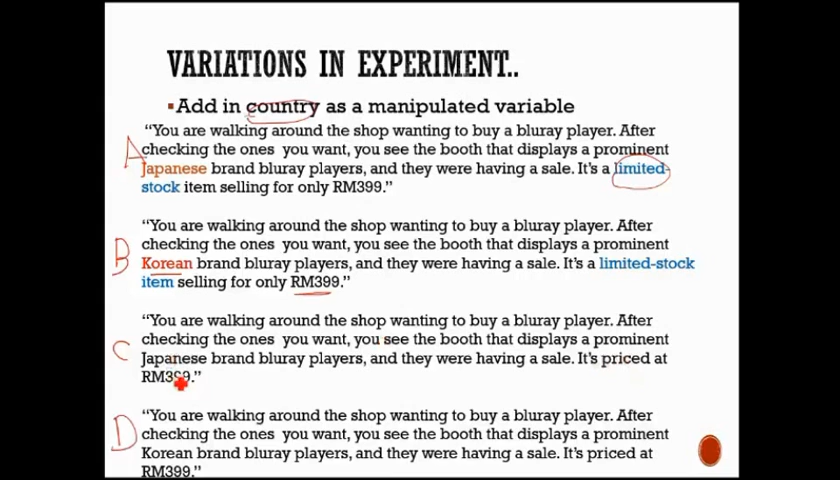 VARIATIONS IN EXPERIMENT..
Add in country as a manipulated variable
A
"You are walking around the shop wanting to buy a bluray player. After
checking the ones you want, you see the booth that displays a prominent
Japanese brand bluray players, and they were having a sale. It's a limited-
stock item selling for only RM399."
B
"You are walking around the shop wanting to buy a bluray player. After
checking the ones you want, you see the booth that displays a prominent
Korean brand bluray players, and they were having a sale. It's a limited-stock
item selling for only RM399."
C
"You are walking around the shop wanting to buy a bluray player. After
checking the ones you want, you see the booth that displays a prominent
Japanese brand bluray players, and they were having a sale. It's priced at
RM399."
D
"You are walking around the shop wanting to buy a bluray player. After
checking the ones you want, you see the booth that displays a prominent
Korean brand bluray players, and they were having a sale. It's priced at
RM399."